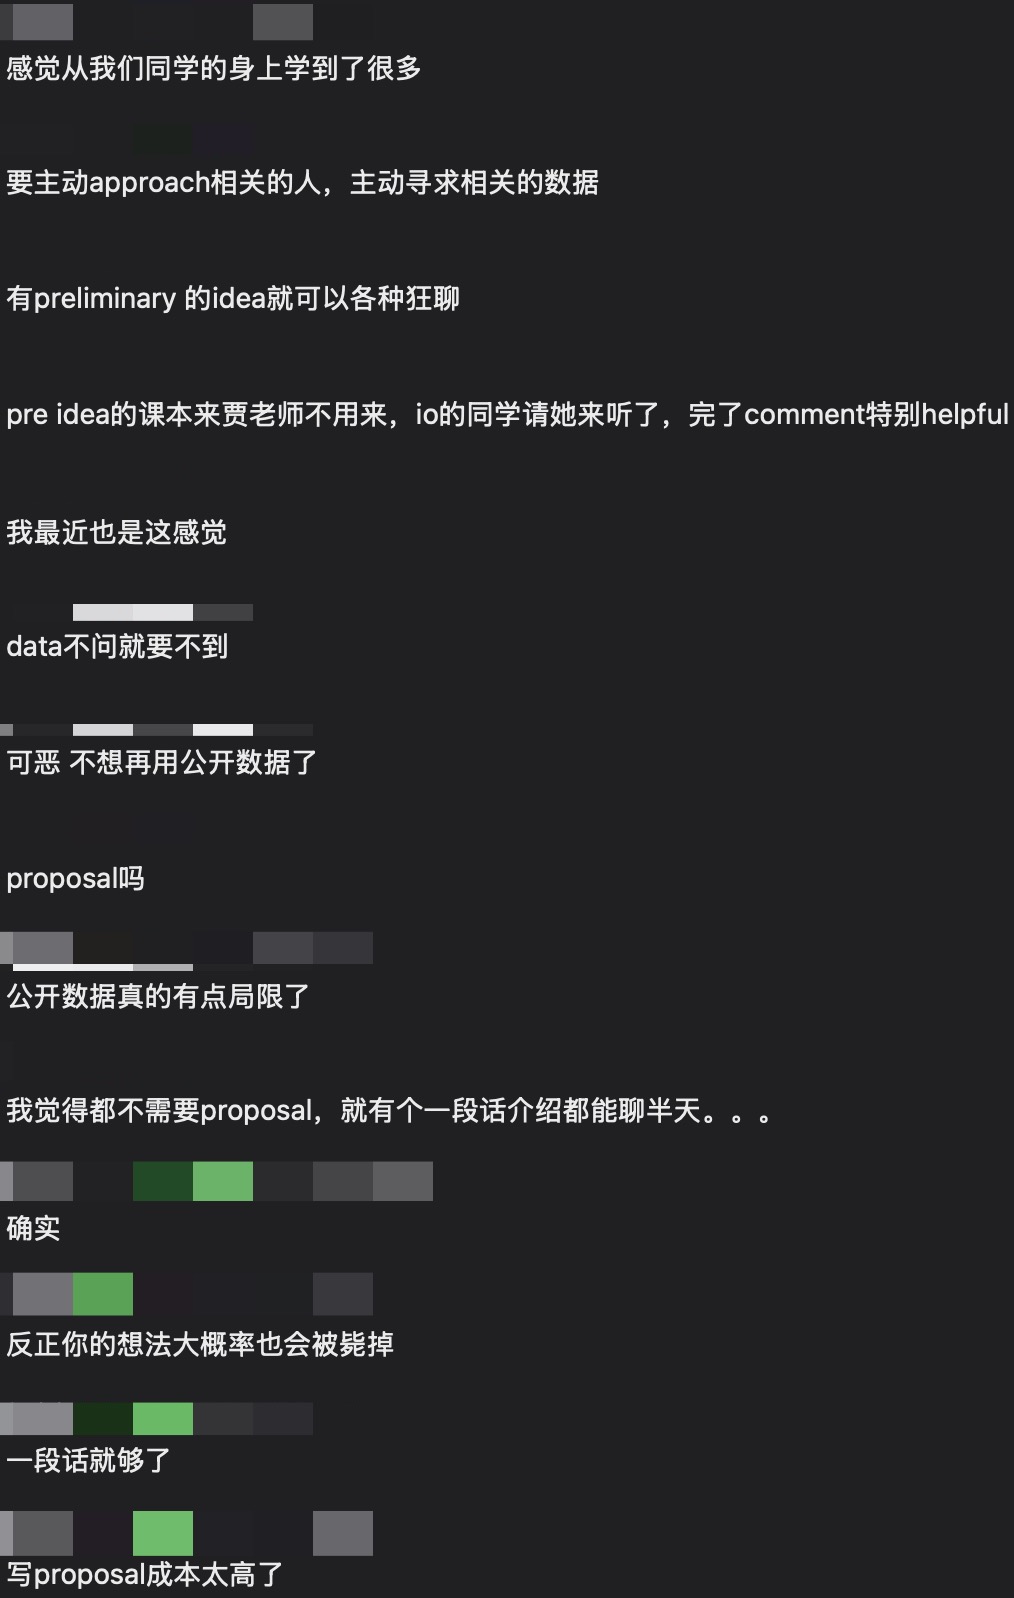 感觉从我们同学的身上学到了很多
要主动approach相关的人，主动寻求相关的数据
有preliminary 的idea就可以各种狂聊
pre idea的课本来贾老师不用来，io的同学请她来听了，完了comment特别helpful
我最近也是这感觉
data不问就要不到
可恶 不想再用公开数据了
proposal吗
公开数据真的有点局限了
我觉得都不需要proposal，就有个一段话介绍都能聊半天。。。
确实
反正你的想法大概率也会被毙掉
一段话就够了
写proposal成本太高了